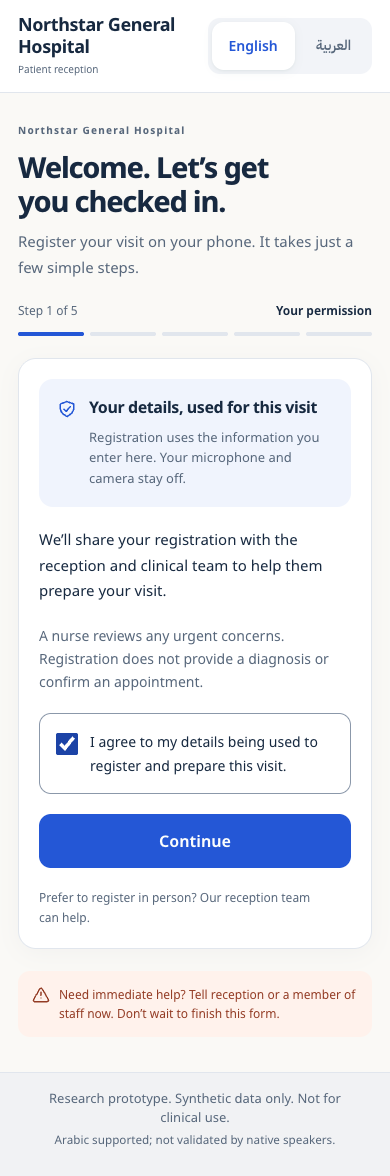 Northstar General
Hospital
Patient reception
English
العربية
Northstar General Hospital
Welcome. Let’s get
you checked in.
Register your visit on your phone. It takes just a
few simple steps.
Step 1 of 5
Your permission
Your details, used for this visit
Registration uses the information you
enter here. Your microphone and
camera stay off.
We’ll share your registration with the
reception and clinical team to help them
prepare your visit.
A nurse reviews any urgent concerns.
Registration does not provide a diagnosis or
confirm an appointment.
I agree to my details being used to
register and prepare this visit.
Continue
Prefer to register in person? Our reception team
can help.
Need immediate help? Tell reception or a member of
staff now. Don’t wait to finish this form.
Research prototype. Synthetic data only. Not for
clinical use.
Arabic supported; not validated by native speakers.